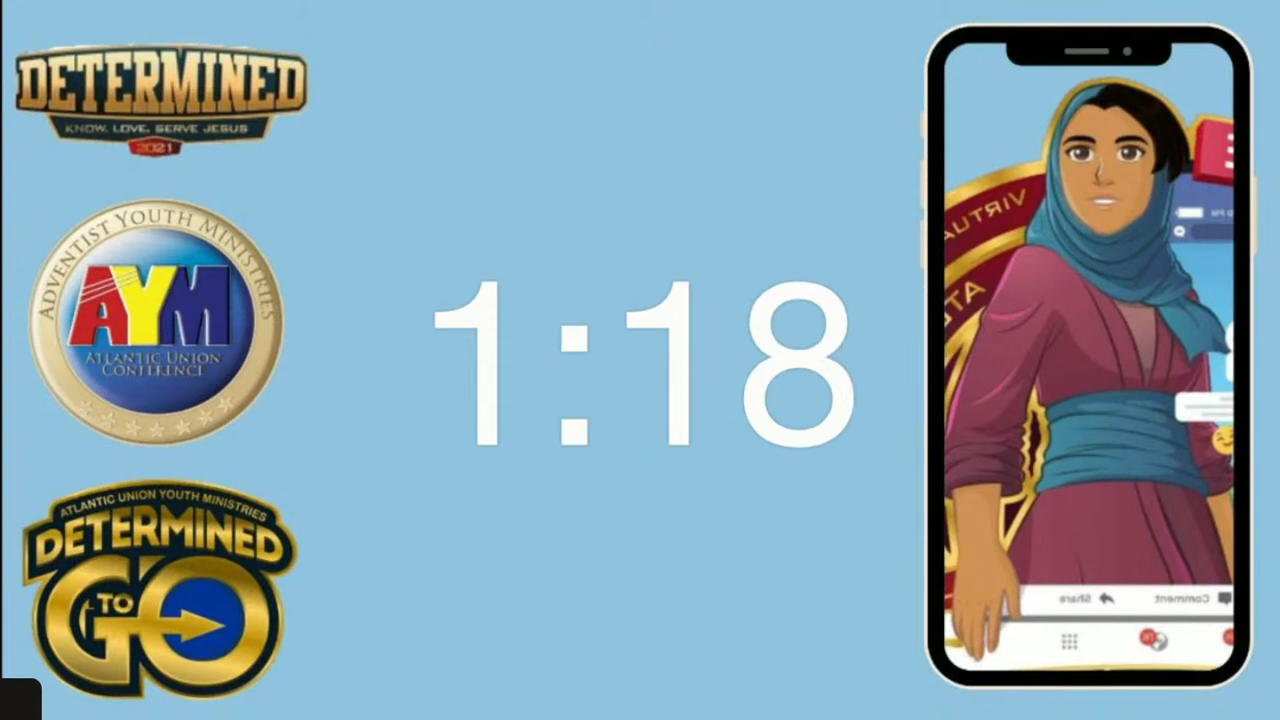 DETERMINED
KNOW. LOVE. SERVE JESUS
2021
ADVENTIST YOUTH MINISTRIES
AYM
ATLANTIC UNION
CONFERENCE
ATLANTIC UNION YOUTH MINISTRIES
DETERMINED
TO
GO
1:18
Share
Comment